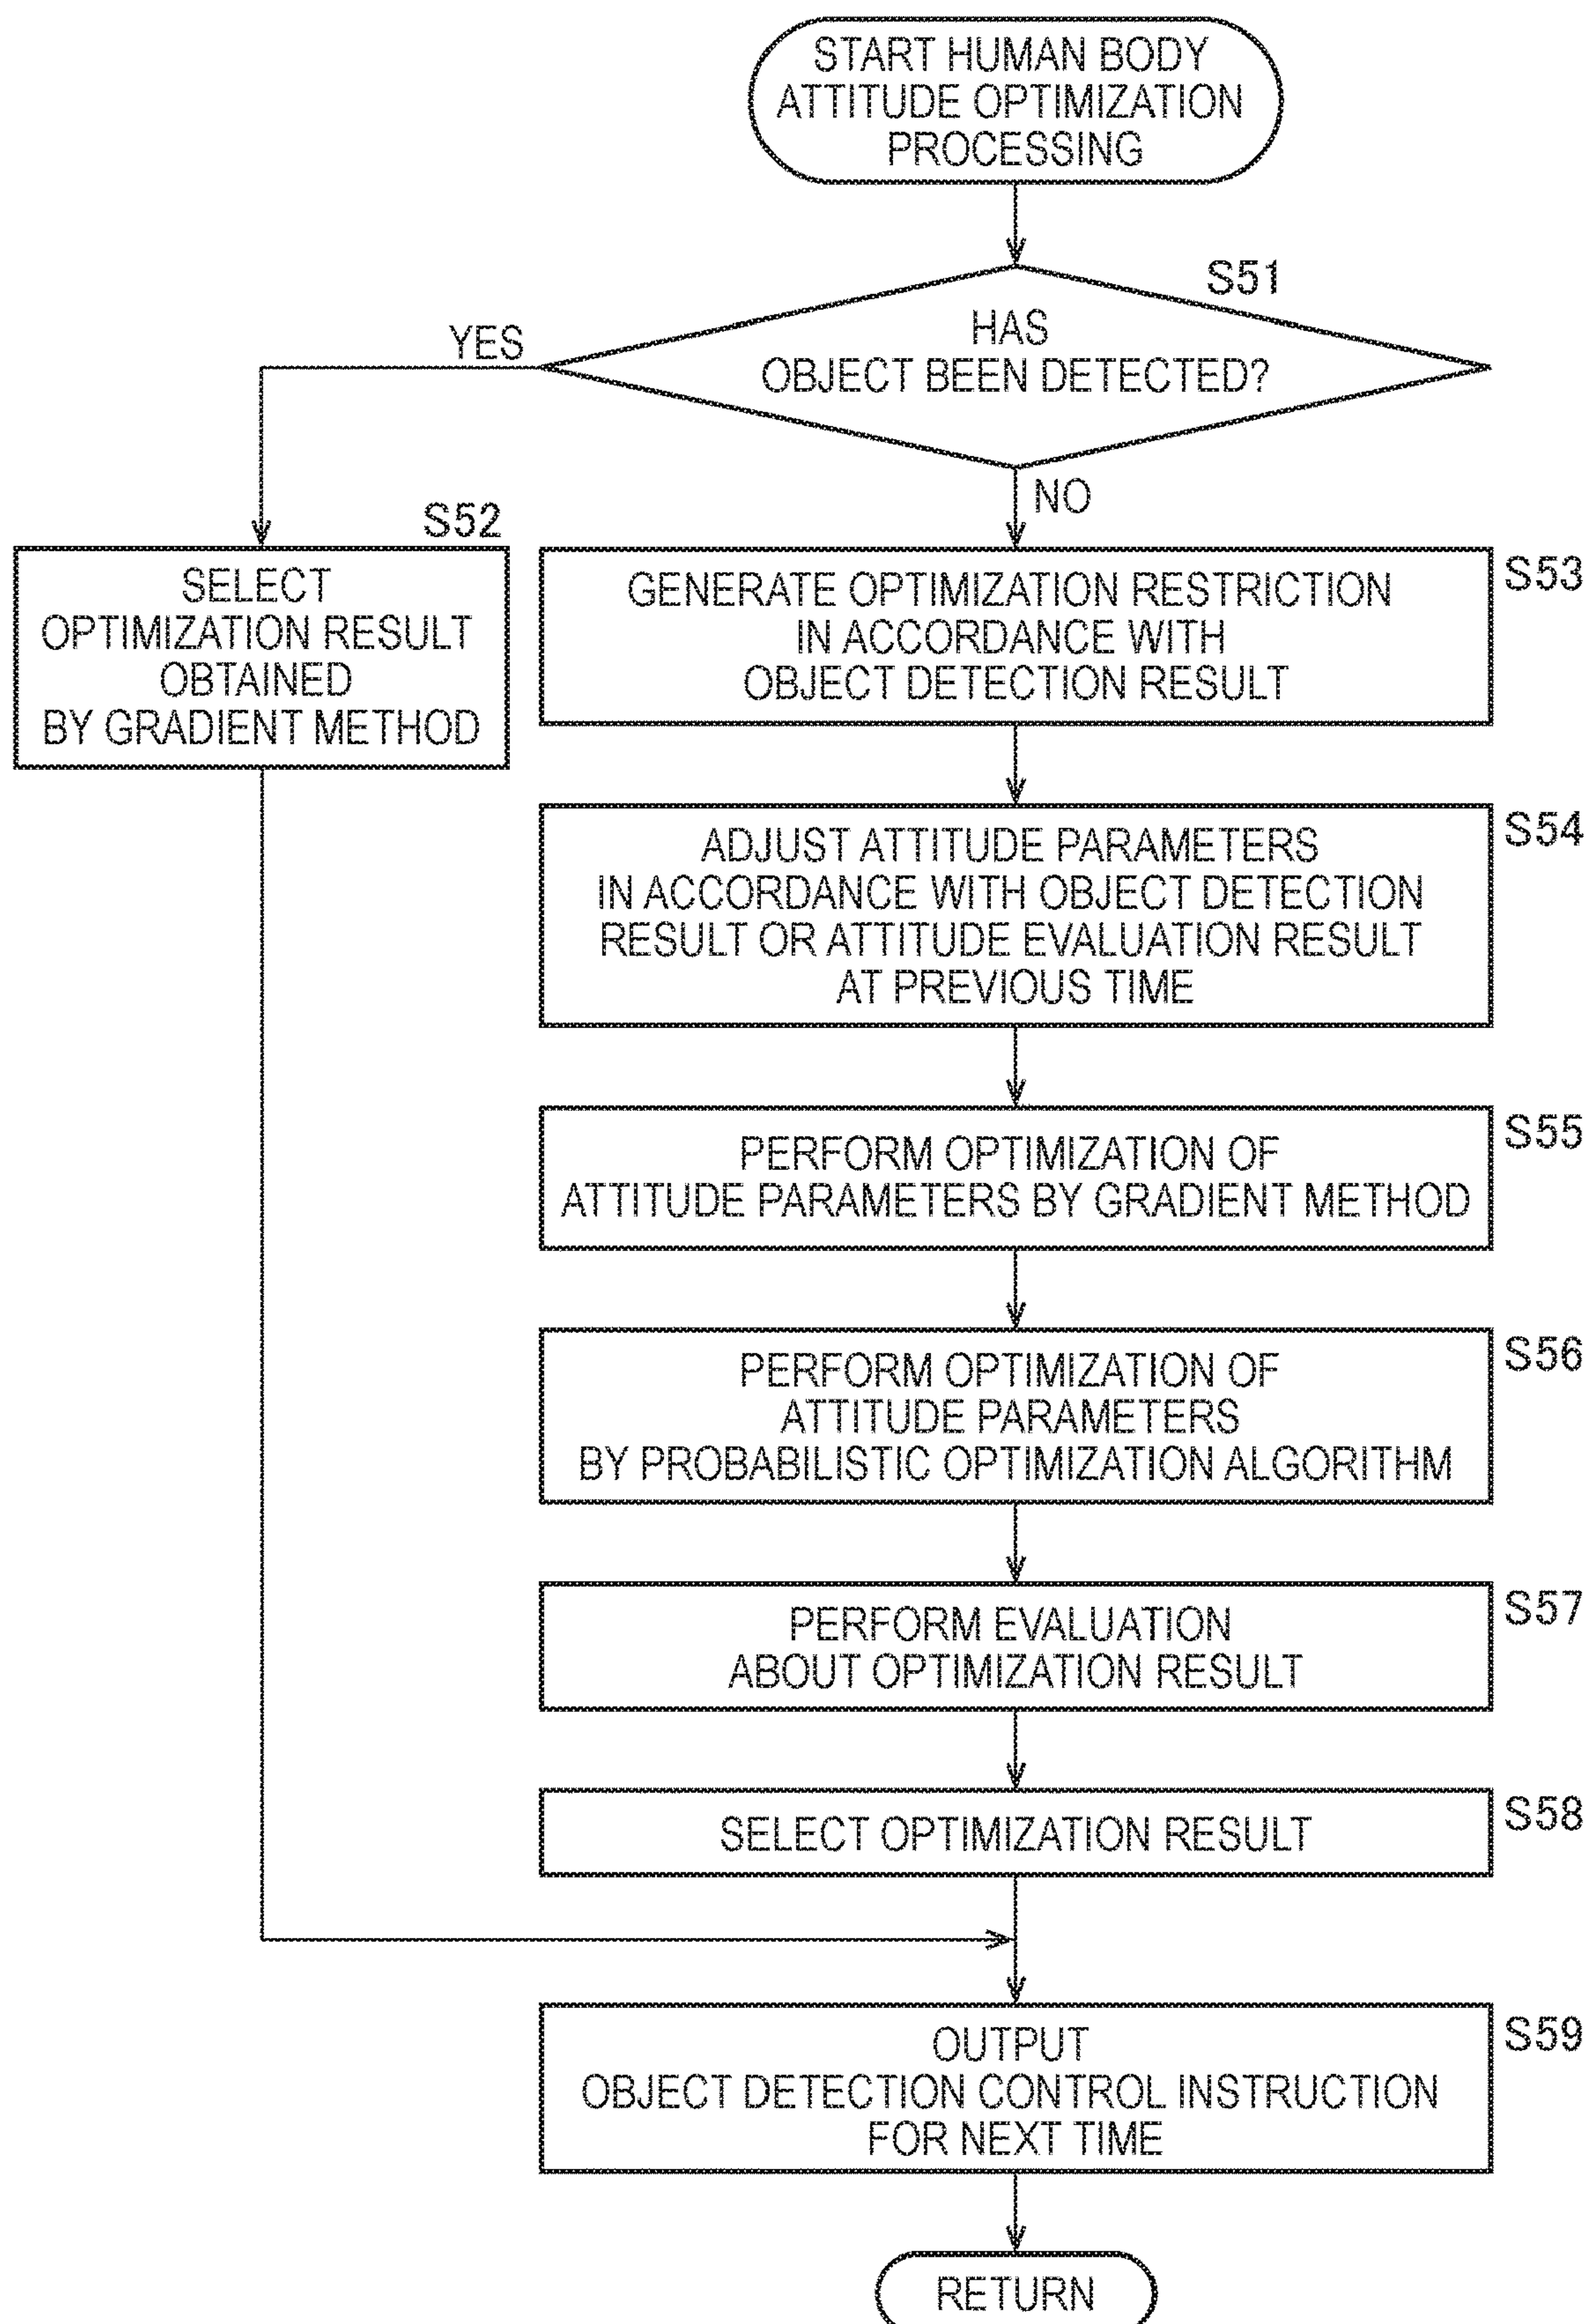 START HUMAN BODY
ATTITUDE OPTIMIZATION
PROCESSING
S51
HAS
OBJECT BEEN DETECTED?
YES
NO
S52
SELECT
OPTIMIZATION RESULT
OBTAINED
BY GRADIENT METHOD
S53
GENERATE OPTIMIZATION RESTRICTION
IN ACCORDANCE WITH
OBJECT DETECTION RESULT
S54
ADJUST ATTITUDE PARAMETERS
IN ACCORDANCE WITH OBJECT DETECTION
RESULT OR ATTITUDE EVALUATION RESULT
AT PREVIOUS TIME
S55
PERFORM OPTIMIZATION OF
ATTITUDE PARAMETERS BY GRADIENT METHOD
S56
PERFORM OPTIMIZATION OF
ATTITUDE PARAMETERS
BY PROBABILISTIC OPTIMIZATION ALGORITHM
S57
PERFORM EVALUATION
ABOUT OPTIMIZATION RESULT
S58
SELECT OPTIMIZATION RESULT
S59
OUTPUT
OBJECT DETECTION CONTROL INSTRUCTION
FOR NEXT TIME
RETURN